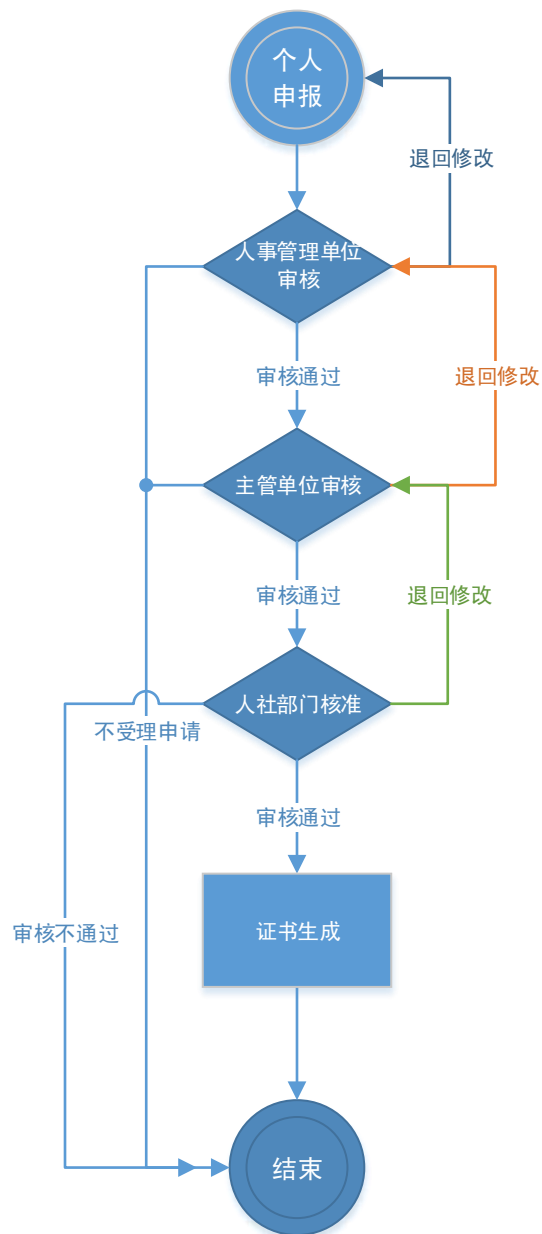 个人
申报
退回修改
人事管理单位
审核
审核通过
退回修改
主管单位审核
审核通过
退回修改
人社部门核准
不受理申请
审核通过
审核不通过
证书生成
结束